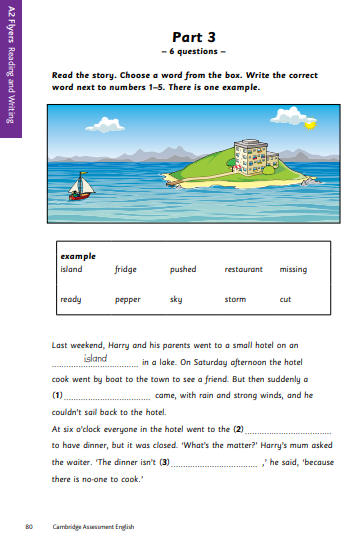 A2 Flyers Reading and Writing
Part 3
– 6 questions –
Read the story. Choose a word from the box. Write the correct
word next to numbers 1–5. There is one example.
example
island fridge pushed restaurant missing
ready pepper sky storm cut
Last weekend, Harry and his parents went to a small hotel on an
island in a lake. On Saturday afternoon the hotel
cook went by boat to the town to see a friend. But then suddenly a
(1) .................................. came, with rain and strong winds, and he
couldn't sail back to the hotel.
At six o'clock everyone in the hotel went to the (2) ..................................
to have dinner, but it was closed. 'What's the matter?' Harry's mum asked
the waiter. 'The dinner isn't (3) .................................. ,' he said, 'because
there is no-one to cook.'
80 Cambridge Assessment English